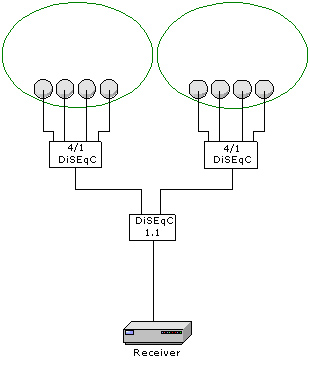 4/1
DiSEqC
4/1
DiSEqC
DiSEqC
1.1
Receiver